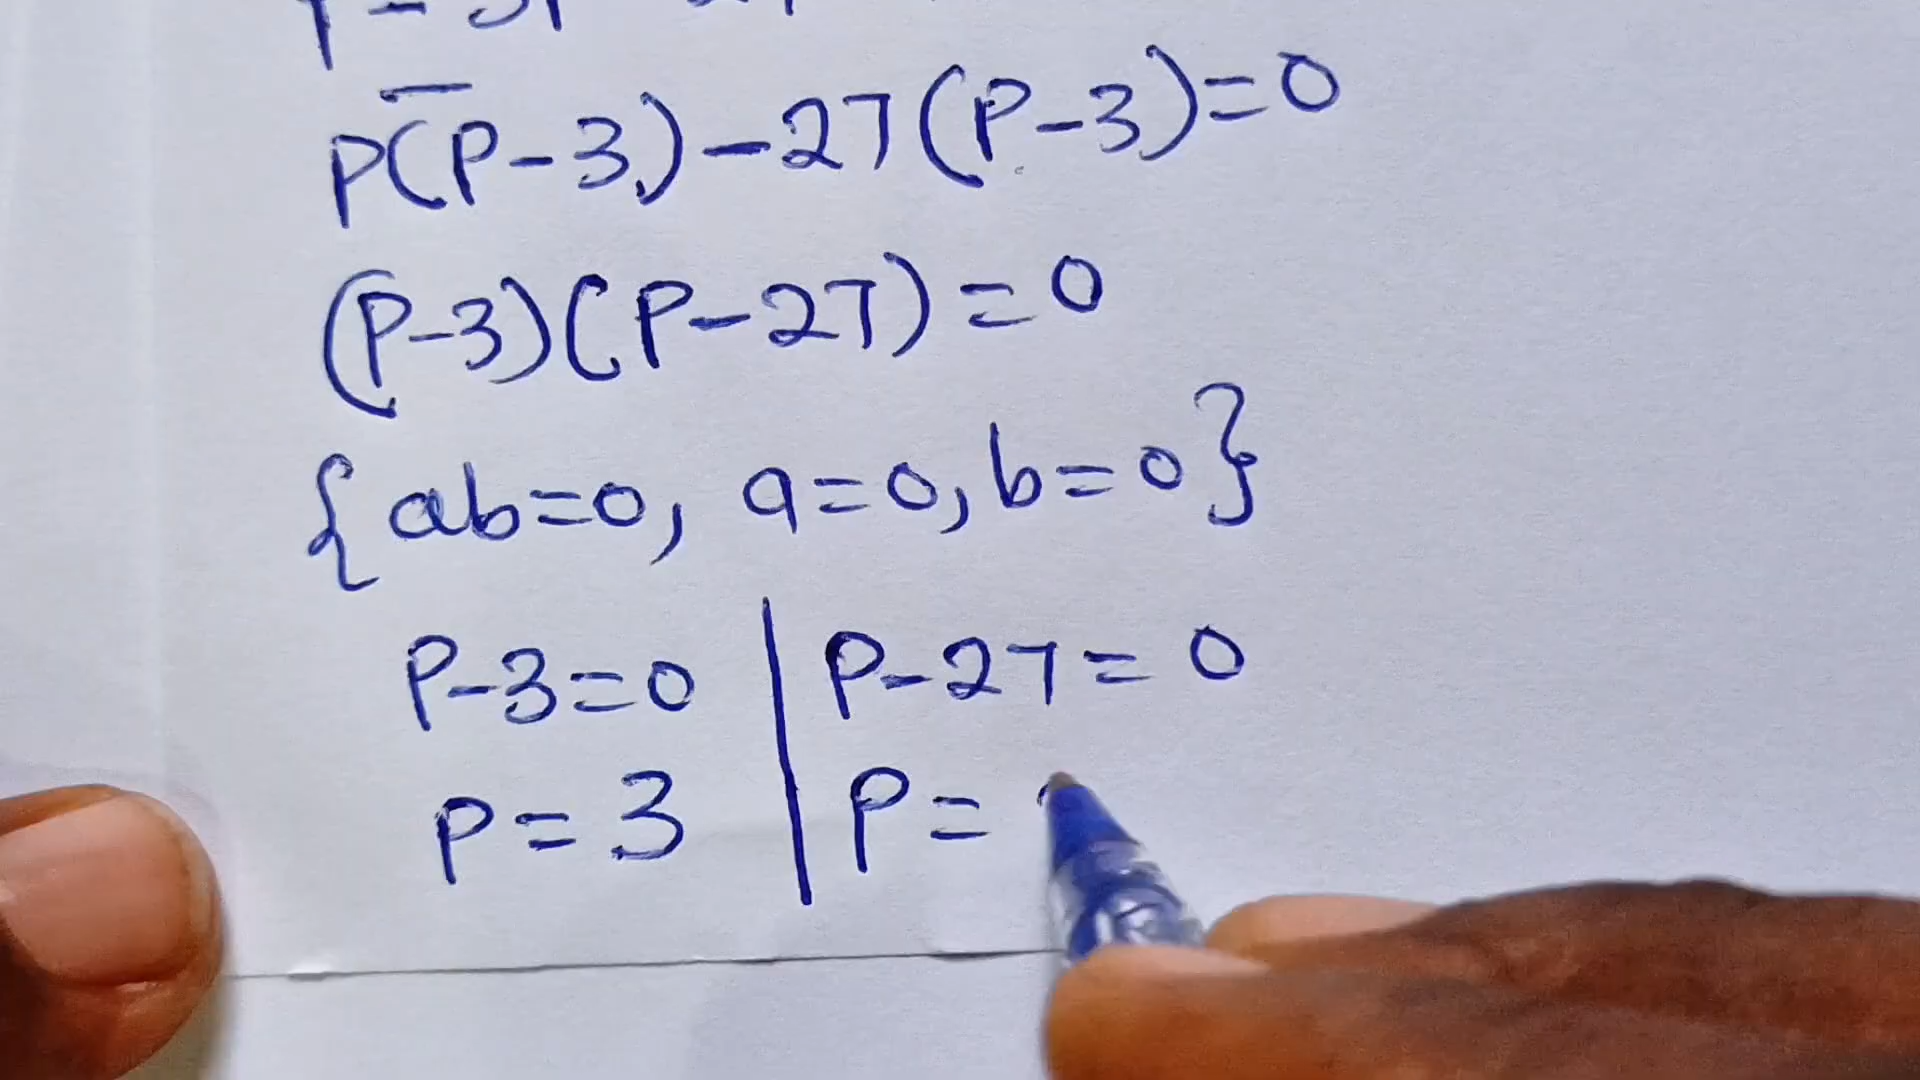 P(P-3)-27(P-3)=0
(P-3)(P-27)=0
{ab=0, a=0, b=0}
P-3=0 | P-27=0
P=3 | P=